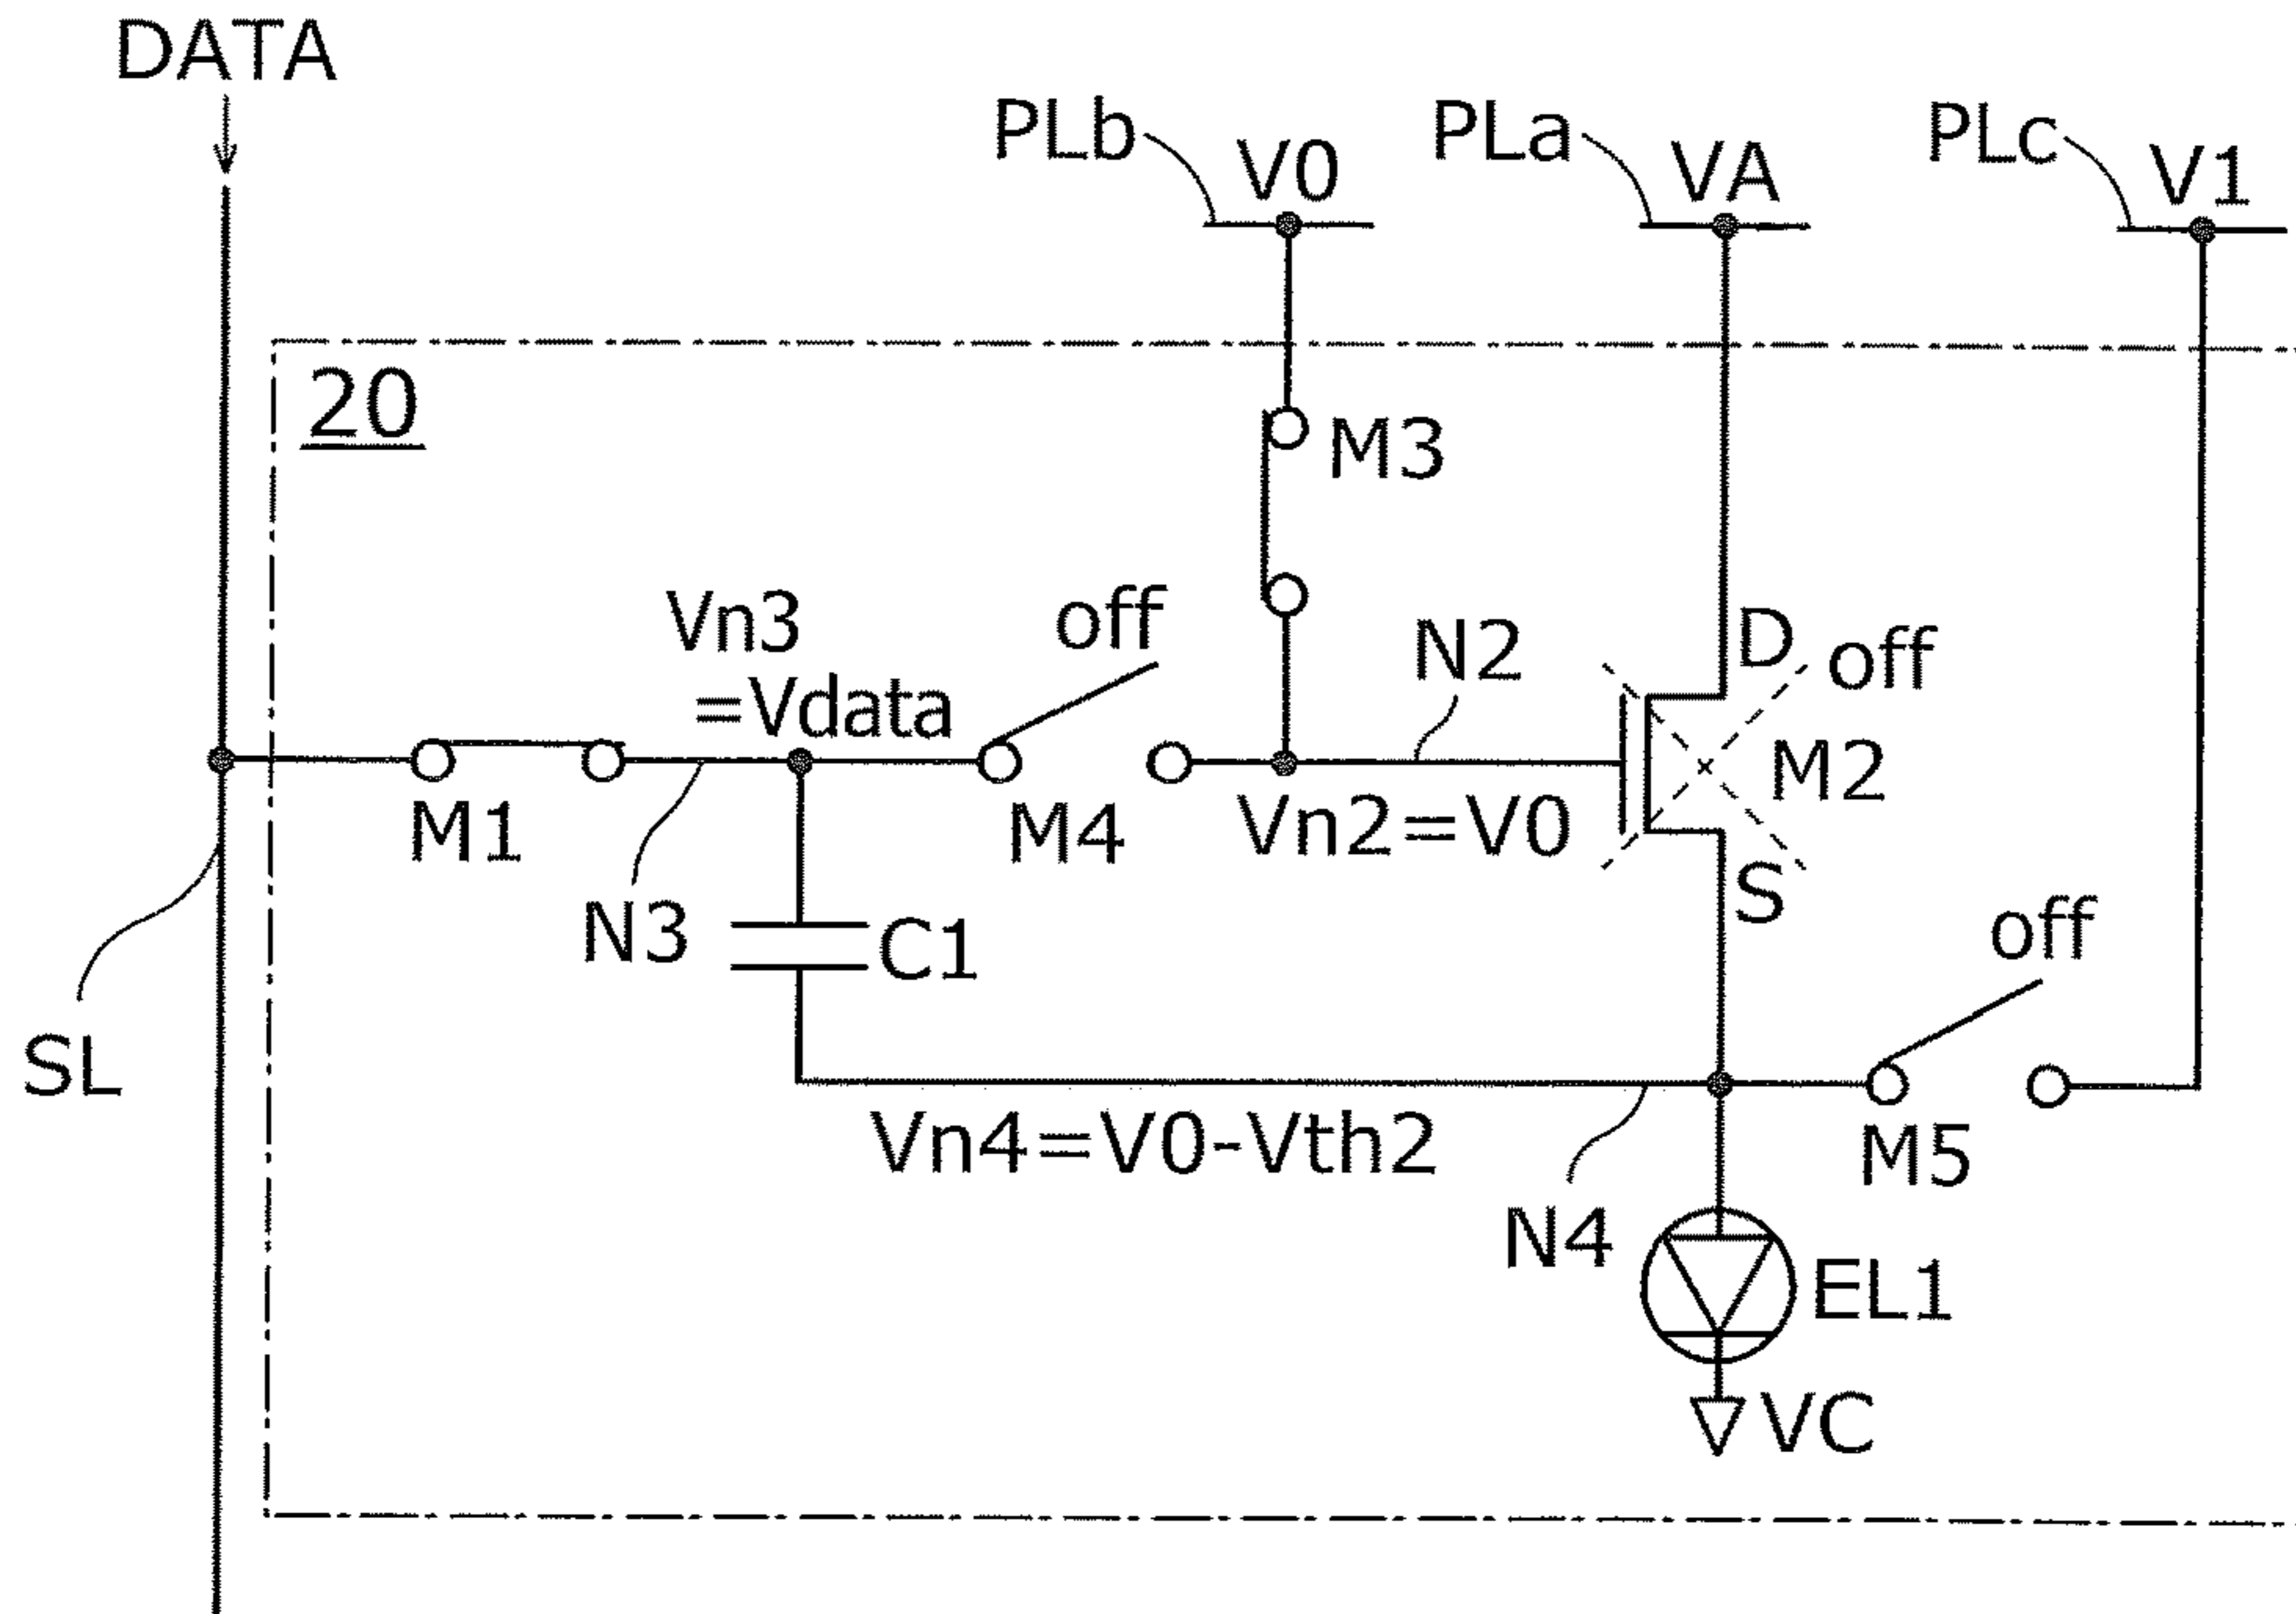 DATA
PLb
V0
PLa
VA
PLc
V1
20
M3
Vn3
=Vdata
off
N2
D
off
M1
M4
Vn2=V0
M2
N3
C1
S
off
SL
Vn4=V0-Vth2
M5
N4
EL1
VC